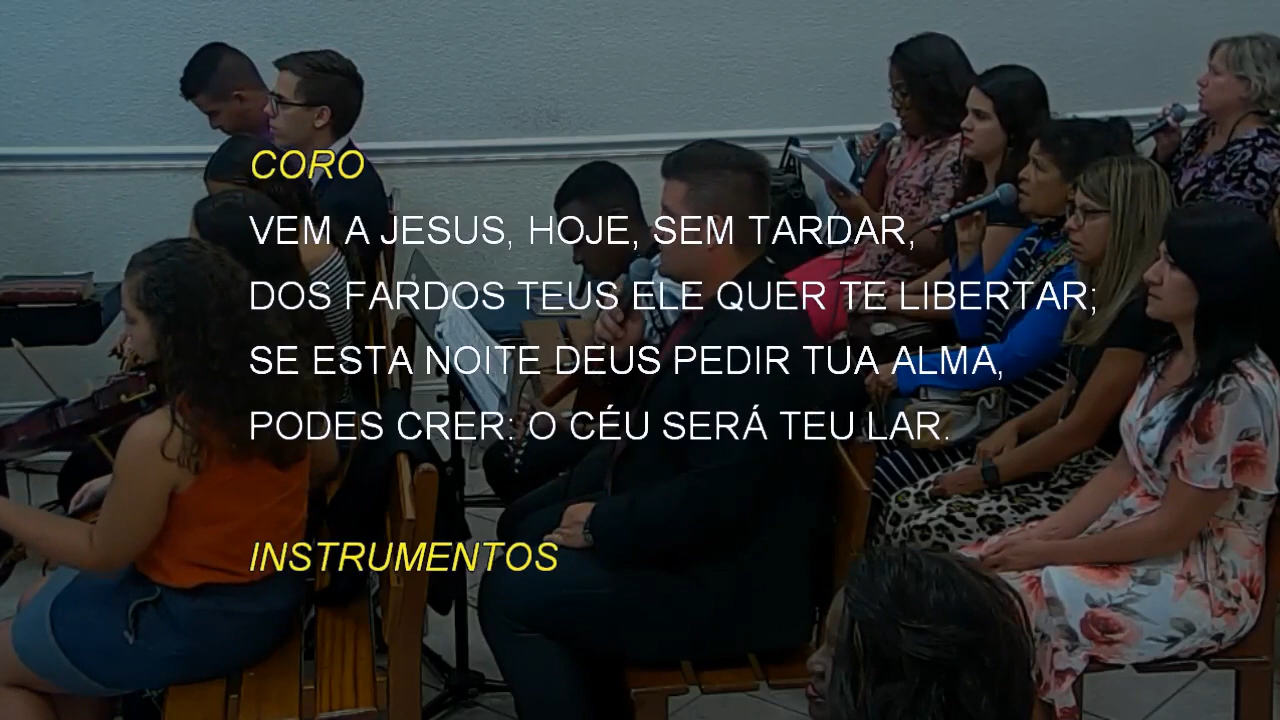 CORO
VEM A JESUS, HOJE, SEM TARDAR,
DOS FARDOS TEUS ELE QUER TE LIBERTAR;
SE ESTA NOITE DEUS PEDIR TUA ALMA,
PODES CRER: O CÉU SERÁ TEU LAR.
INSTRUMENTOS